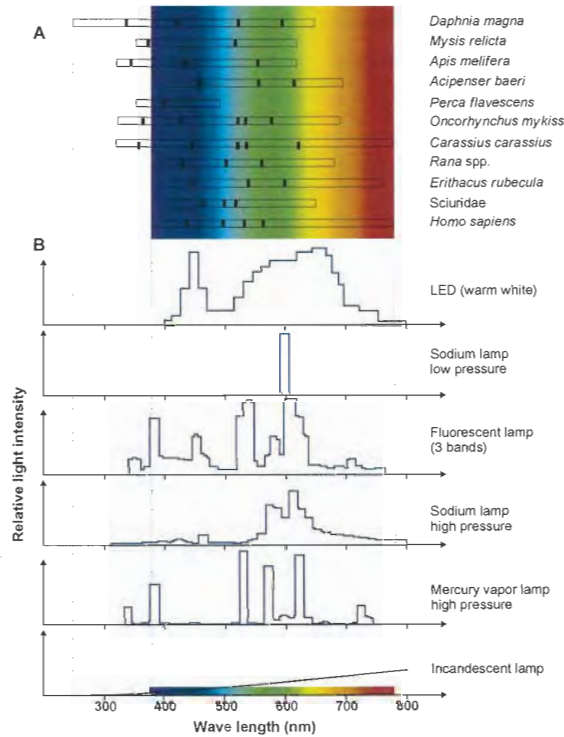 A
Daphnia magna
Mysis relicta
Apis melifera
Acipenser baeri
Perca flavescens
Oncorhynchus mykiss
Carassius carassius
Rana spp.
Erithacus rubecula
Sciuridae
Homo sapiens
B
LED (warm white)
Sodium lamp
low pressure
Fluorescent lamp
(3 bands)
Sodium lamp
high pressure
Mercury vapor lamp
high pressure
Incandescent lamp
Relative light intensity
300 400 500 600 700 800
Wave length (nm)